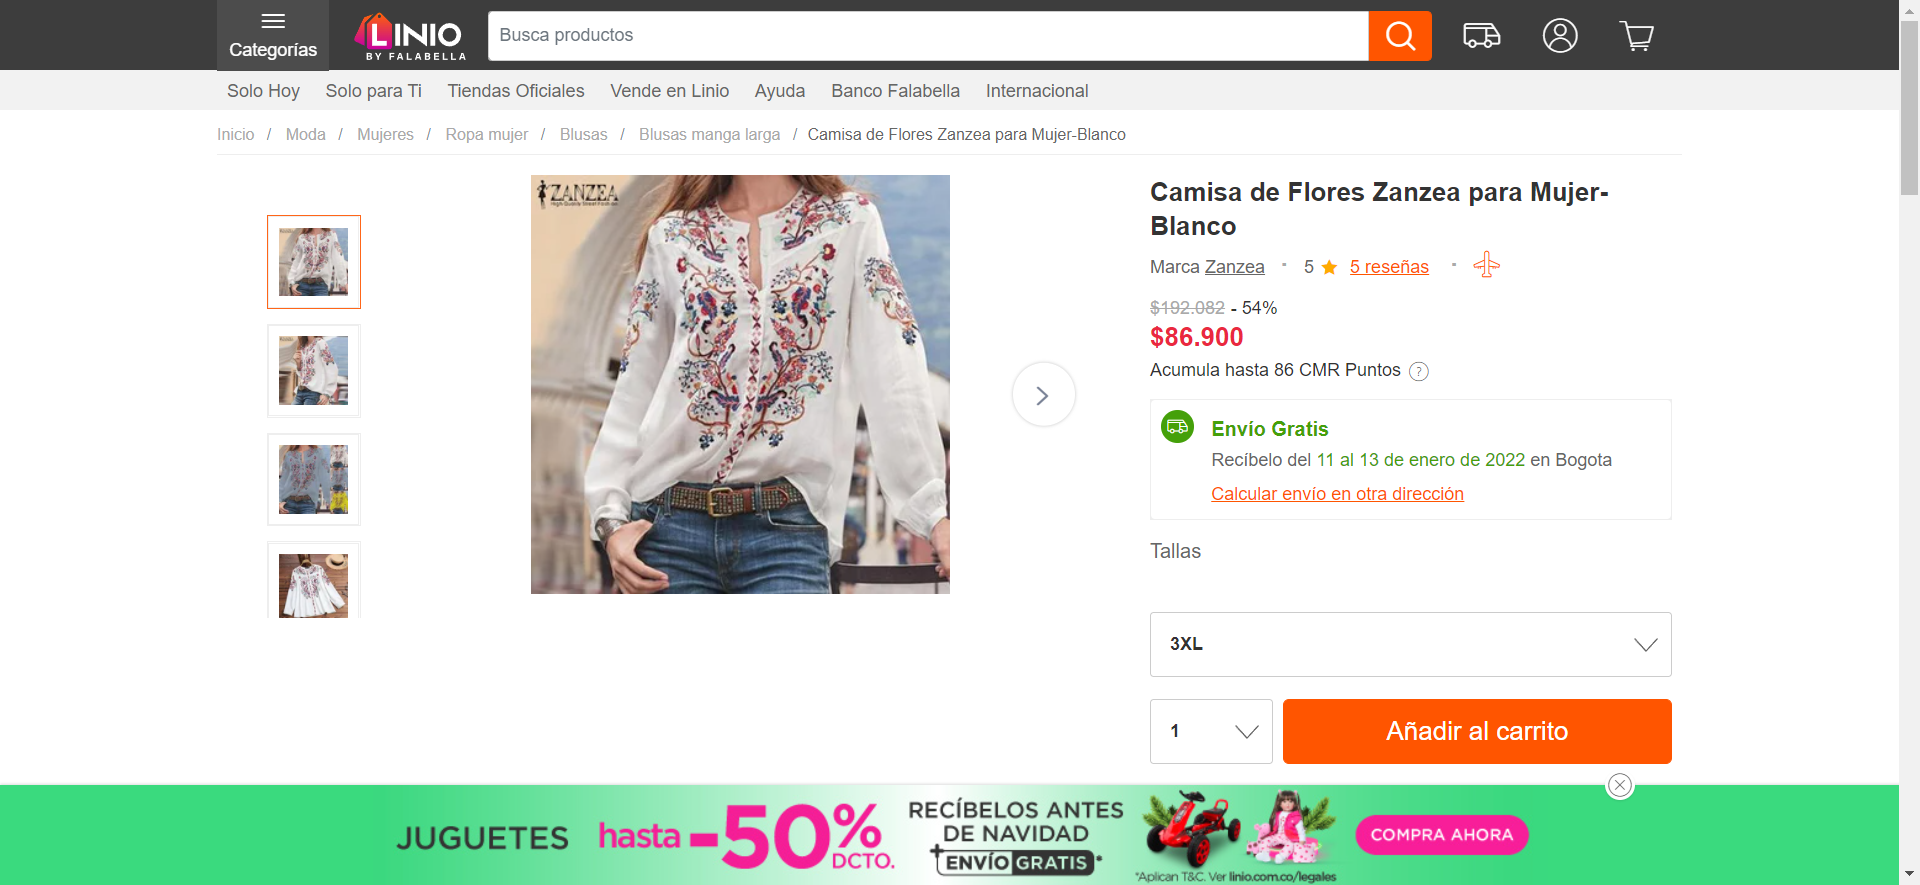 Categorías
LINIO
BY FALABELLA
Busca productos
Solo Hoy
Solo para Ti
Tiendas Oficiales
Vende en Linio
Ayuda
Banco Falabella
Internacional
Inicio / Moda / Mujeres / Ropa mujer / Blusas / Blusas manga larga / Camisa de Flores Zanzea para Mujer-Blanco
ZANZEA
High Quality Street Fashion
Camisa de Flores Zanzea para Mujer-
Blanco
Marca Zanzea
5
5 reseñas
$192.082 - 54%
$86.900
Acumula hasta 86 CMR Puntos ?
Envío Gratis
Recíbelo del 11 al 13 de enero de 2022 en Bogota
Calcular envío en otra dirección
Tallas
3XL
1
Añadir al carrito
JUGUETES
hasta -50%
DCTO.
RECÍBELOS ANTES
DE NAVIDAD
+ENVÍO GRATIS*
*Aplican T&C. Ver linio.com.co/legales
COMPRA AHORA